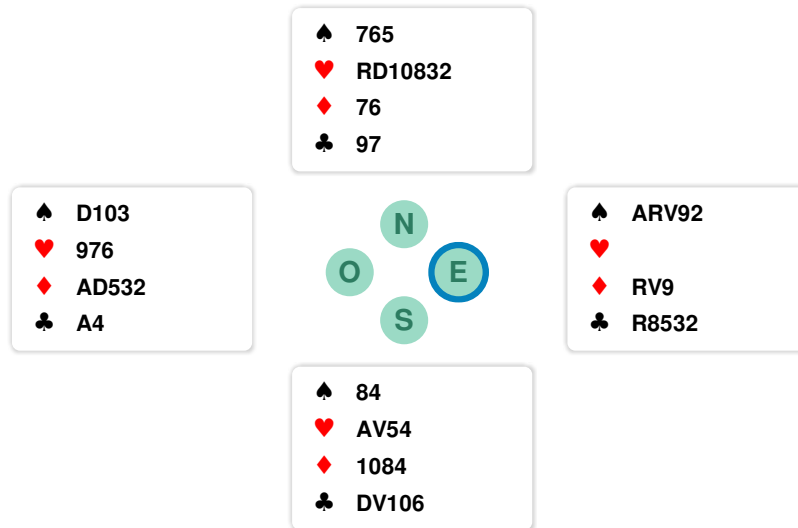 ♠ 765
♥ RD10832
♦ 76
♣ 97
♠ D103
♥ 976
♦ AD532
♣ A4
N
O
E
S
♠ ARV92
♥
♦ RV9
♣ R8532
♠ 84
♥ AV54
♦ 1084
♣ DV106